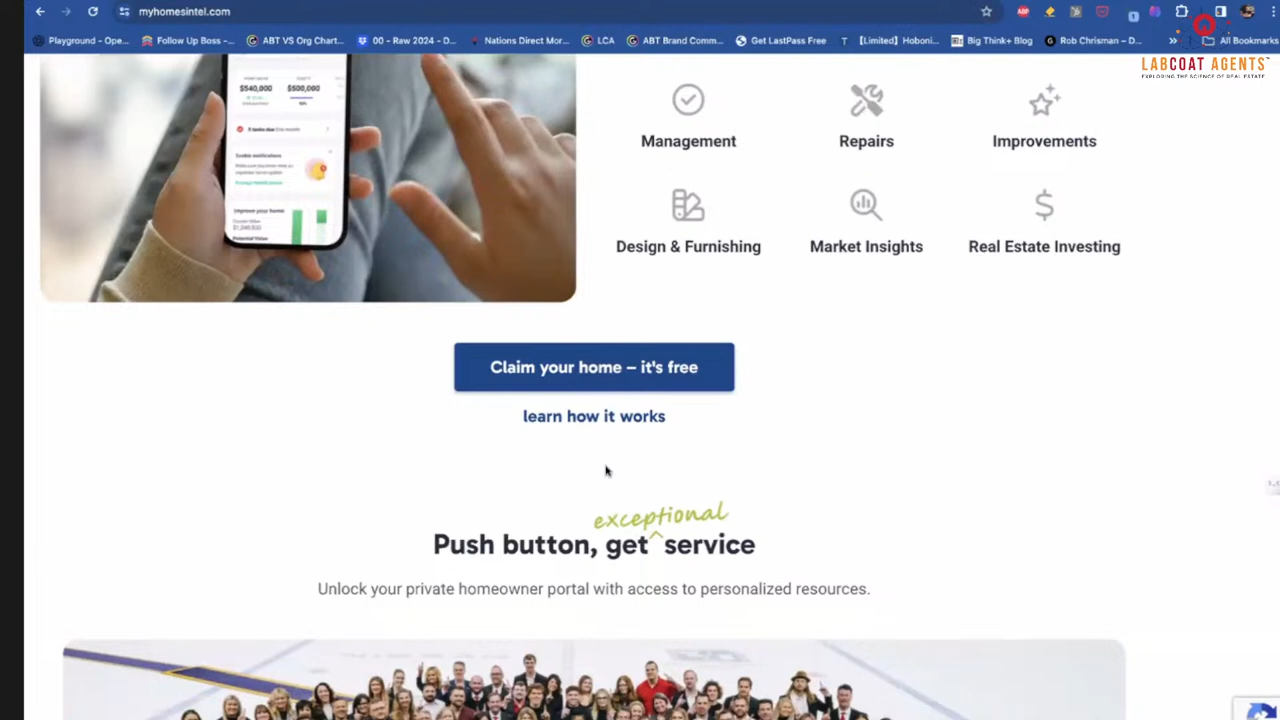 myhomesintel.com
Playground - Ope...
Follow Up Boss -...
ABT VS Org Chart...
00 - Raw 2024 - D...
Nations Direct Mor...
LCA
ABT Brand Comm...
Get LastPass Free
[Limited] Hoboni...
Big Think+ Blog
Rob Chrisman – D...
»
All Bookmarks
LABCOAT AGENTS
EXPLORING THE SCIENCE OF REAL ESTATE
$540,000
$500,000
Improve your home
Management
Repairs
Improvements
Design & Furnishing
Market Insights
Real Estate Investing
Claim your home – it's free
learn how it works
exceptional
Push button, get ^ service
Unlock your private homeowner portal with access to personalized resources.